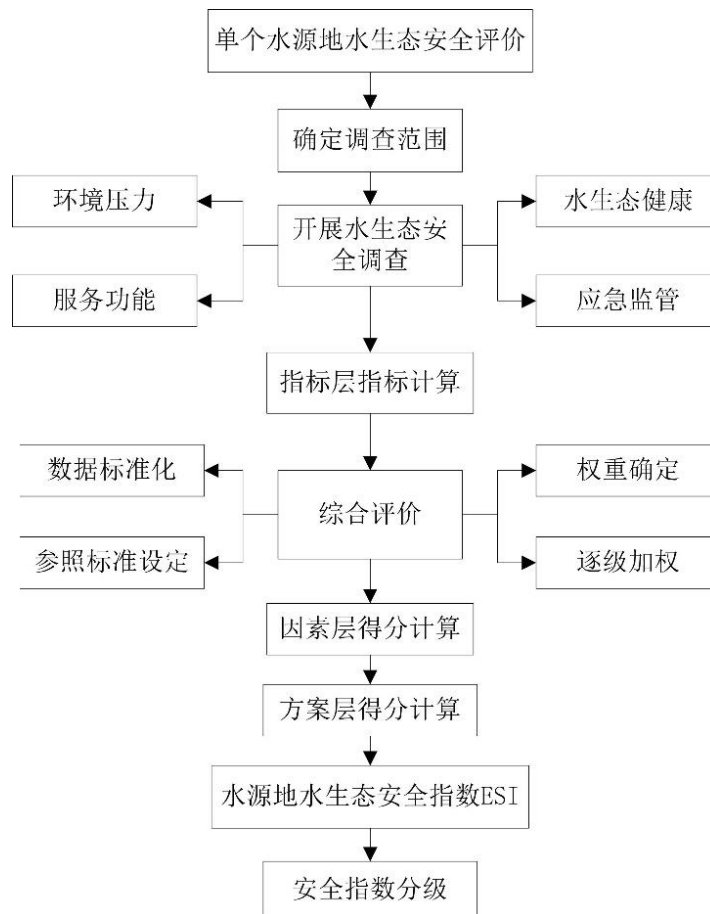 单个水源地水生态安全评价
确定调查范围
环境压力
水生态健康
开展水生态安
全调查
服务功能
应急监管
指标层指标计算
数据标准化
权重确定
综合评价
参照标准设定
逐级加权
因素层得分计算
方案层得分计算
水源地水生态安全指数ESI
安全指数分级